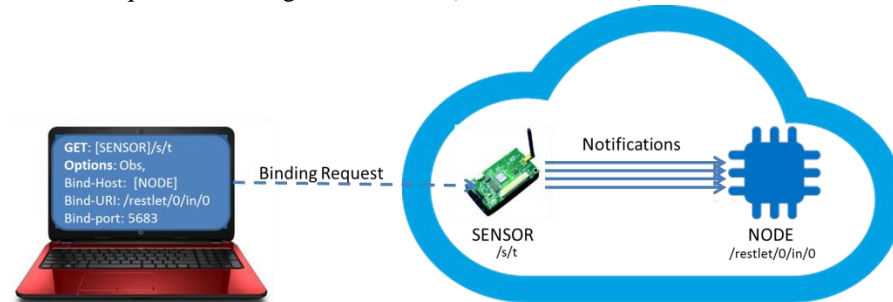 GET: [SENSOR]/s/t
Options: Obs,
Bind-Host: [NODE]
Bind-URI: /restlet/0/in/0
Bind-port: 5683
Binding Request
Notifications
SENSOR
/s/t
NODE
/restlet/0/in/0